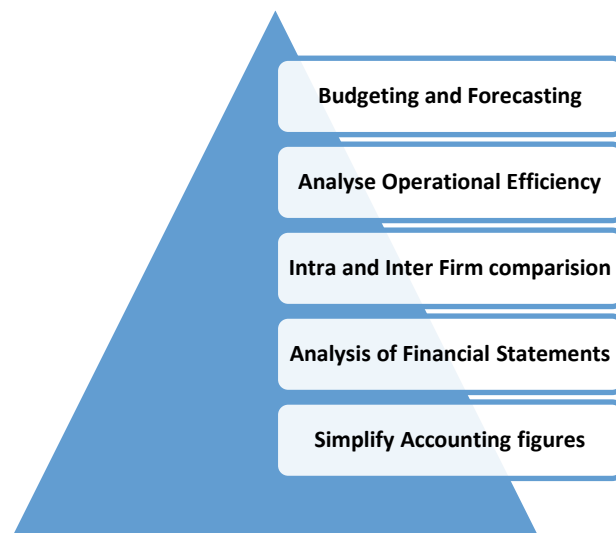 Budgeting and Forecasting
Analyse Operational Efficiency
Intra and Inter Firm comparision
Analysis of Financial Statements
Simplify Accounting figures